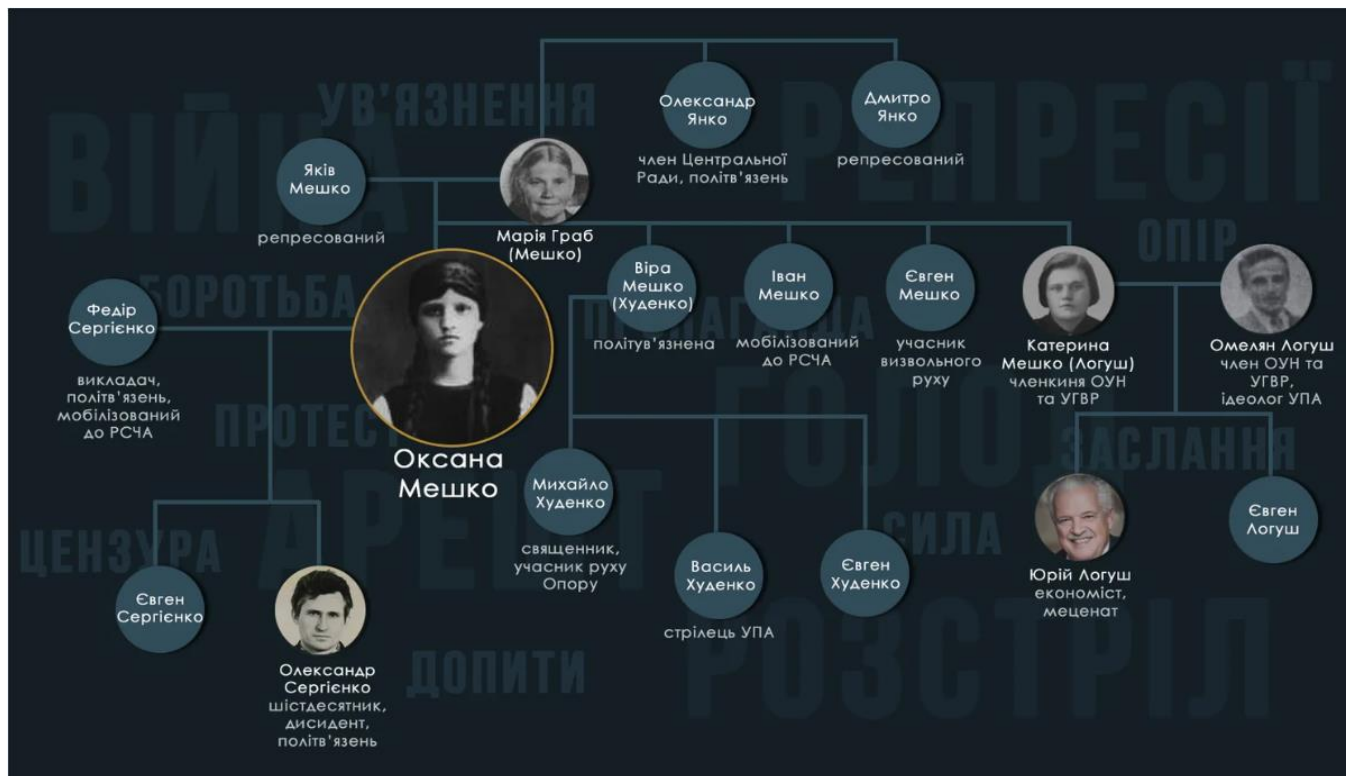 ВІЙНА
УВ'ЯЗНЕННЯ
РЕПРЕСІЇ
Олександр
Янко
член Центральної
Ради, політв'язень
Дмитро
Янко
репресований
Яків
Мешко
репресований
Марія Граб
(Мешко)
ОПІР
БОРОТЬБА
ПРОПАГАНДА
Федір
Сергієнко
викладач,
політв'язень,
мобілізований
до РСЧА
Оксана
Мешко
Віра
Мешко
(Худенко)
політув'язнена
Іван
Мешко
мобілізований
до РСЧА
Євген
Мешко
учасник
визвольного
руху
Катерина
Мешко (Логуш)
членкиня ОУН
та УГВР
Омелян Логуш
член ОУН та
УГВР,
ідеолог УПА
ПРОТЕСТ
ГОЛОД
ЗАСЛАННЯ
АРЕШТ
ЦЕНЗУРА
СИЛА
Михайло
Худенко
священник,
учасник руху
Опору
Василь
Худенко
стрілець УПА
Євген
Худенко
Юрій Логуш
економіст,
меценат
Євген
Логуш
Євген
Сергієнко
Олександр
Сергієнко
шістдесятник,
дисидент,
політв'язень
ДОПИТИ
РОЗСТРІЛ